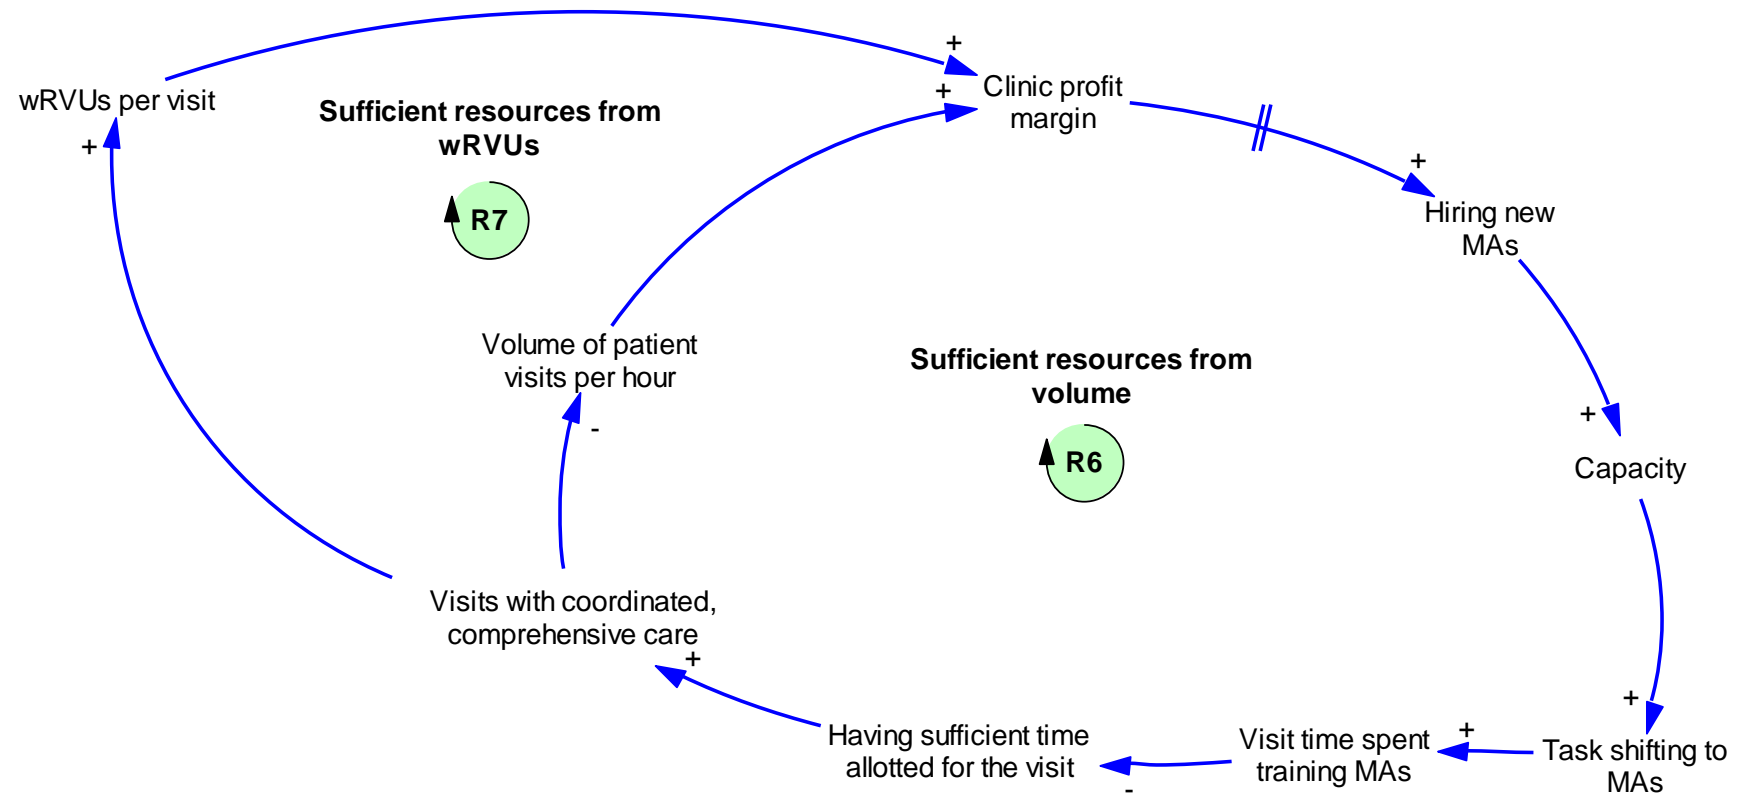 +
Clinic profit
margin
+
wRVUs per visit
+
Sufficient resources from
wRVUs
R7
+
Hiring new
MAs
Volume of patient
visits per hour
-
Sufficient resources from
volume
R6
+
Capacity
Visits with coordinated,
comprehensive care
+
+
Having sufficient time
allotted for the visit
-
Visit time spent
training MAs
+
Task shifting to
MAs